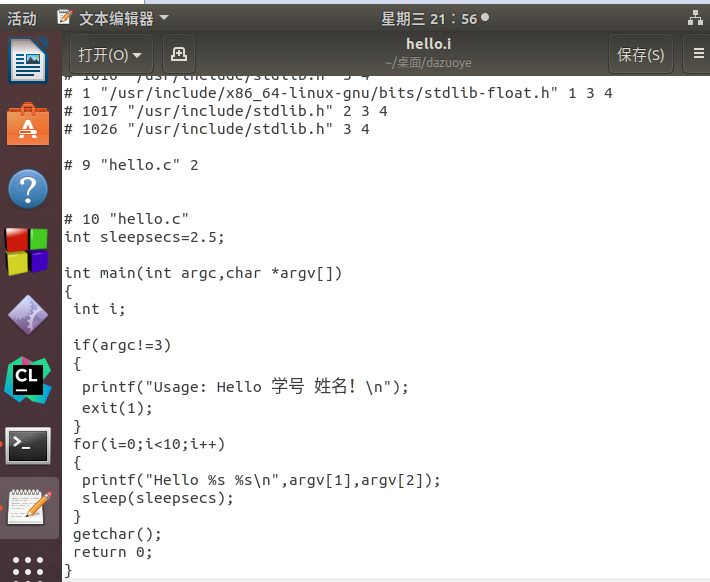 活动 文本编辑器 星期三 21：56
打开(O) hello.i 保存(S)
~/桌面/dazuoye
# 1016 "/usr/include/stdlib.h" 3 4
# 1 "/usr/include/x86_64-linux-gnu/bits/stdlib-float.h" 1 3 4
# 1017 "/usr/include/stdlib.h" 2 3 4
# 1026 "/usr/include/stdlib.h" 3 4
# 9 "hello.c" 2
# 10 "hello.c"
int sleepsecs=2.5;
int main(int argc,char *argv[])
{
int i;
if(argc!=3)
{
printf("Usage: Hello 学号 姓名！\n");
exit(1);
}
for(i=0;i<10;i++)
{
printf("Hello %s %s\n",argv[1],argv[2]);
sleep(sleepsecs);
}
getchar();
return 0;
}
CL